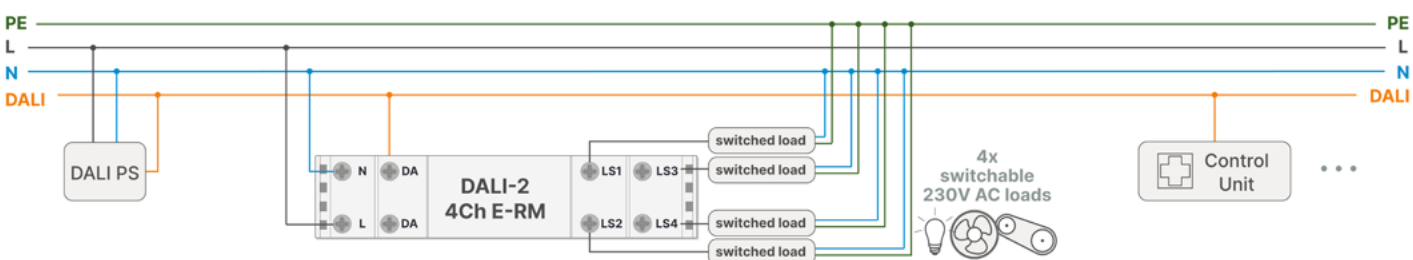 PE PE
L L
N N
DALI DALI
DALI PS
N DA
L DA
DALI-2
4Ch E-RM
LS1 LS3
LS2 LS4
switched load
switched load
switched load
switched load
4x
switchable
230V AC loads
Control
Unit
...